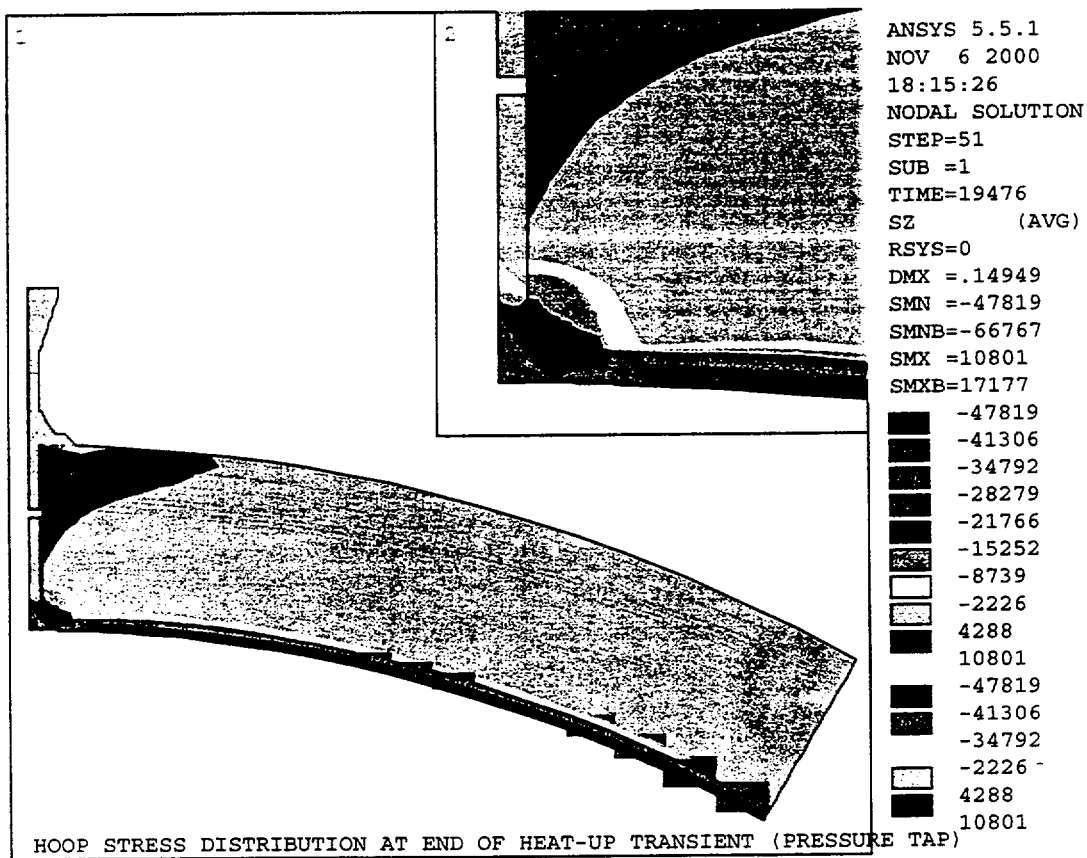 1
2
ANSYS 5.5.1
NOV 6 2000
18:15:26
NODAL SOLUTION
STEP=51
SUB =1
TIME=19476
SZ (AVG)
RSYS=0
DMX =.14949
SMN =-47819
SMNB=-66767
SMX =10801
SMXB=17177
-47819
-41306
-34792
-28279
-21766
-15252
-8739
-2226
4288
10801
-47819
-41306
-34792
-2226
4288
10801
HOOP STRESS DISTRIBUTION AT END OF HEAT-UP TRANSIENT (PRESSURE TAP)